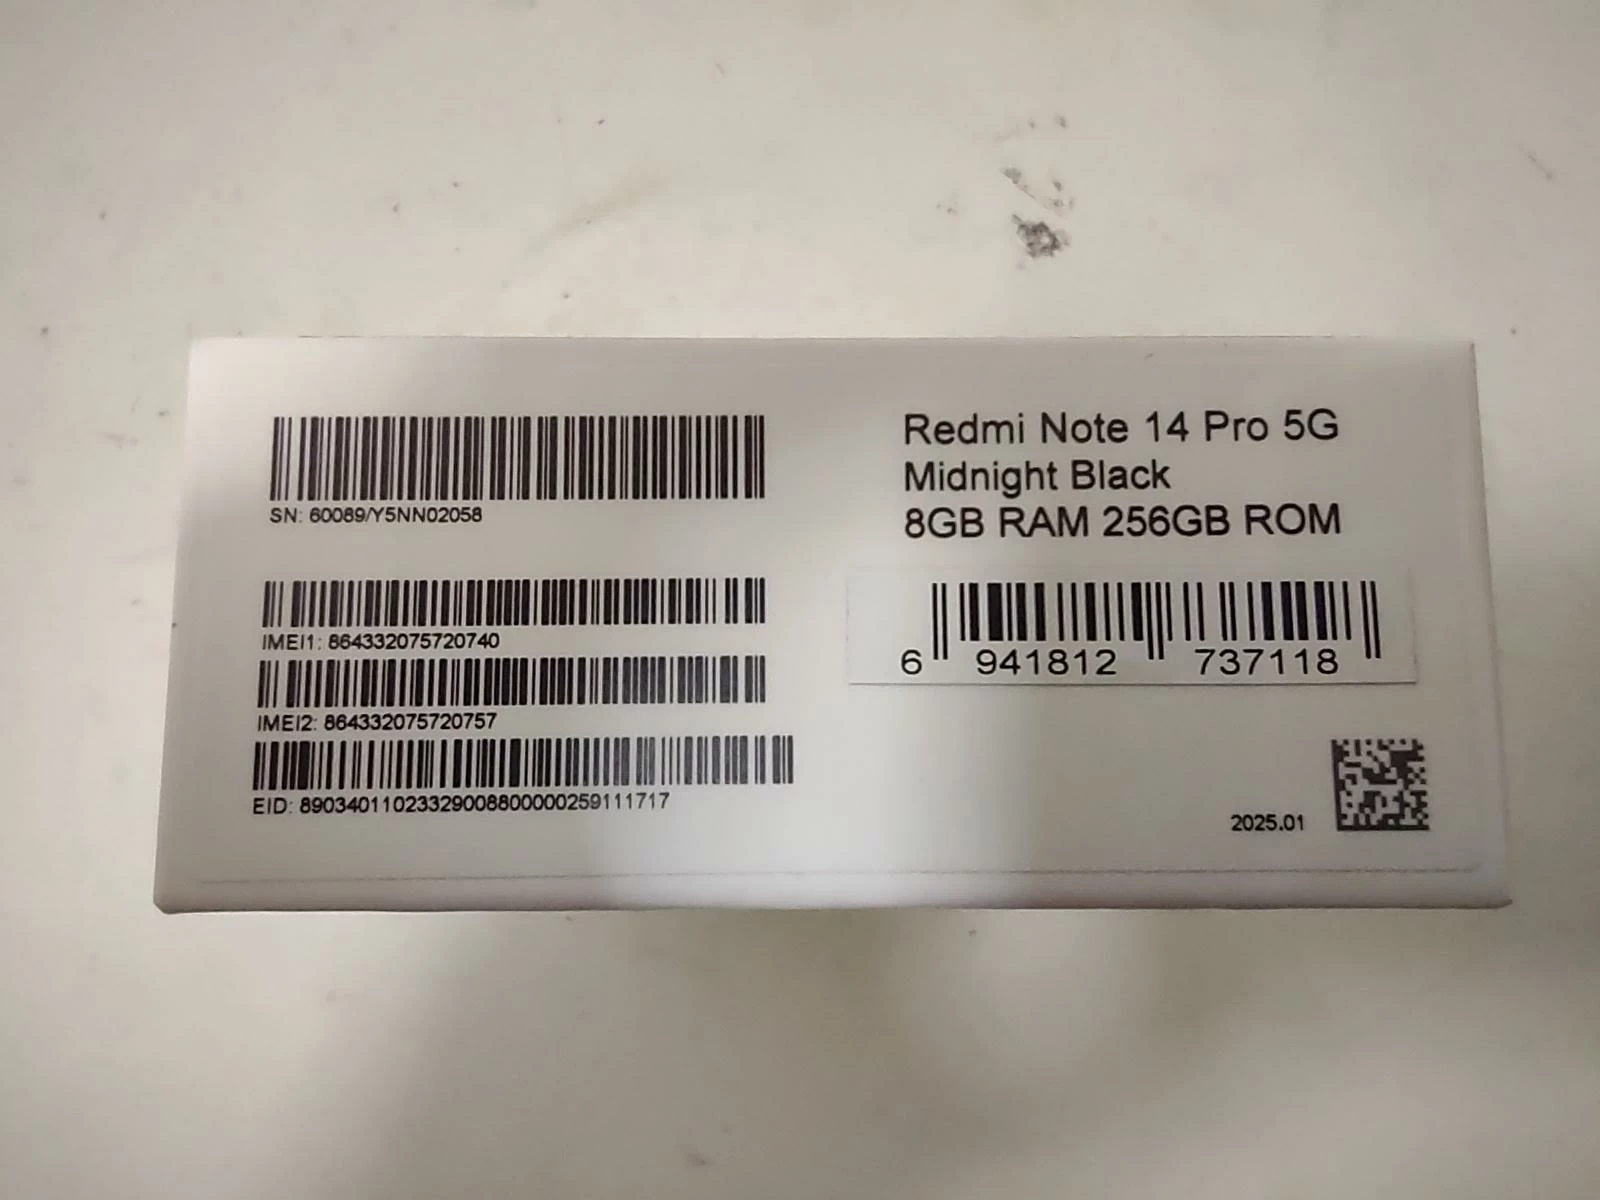 SN: 60089/Y5NN02058
IMEI1: 864332075720740
IMEI2: 864332075720757
EID: 89034011023329008800000259111717
Redmi Note 14 Pro 5G
Midnight Black
8GB RAM 256GB ROM
6 941812 737118
2025.01